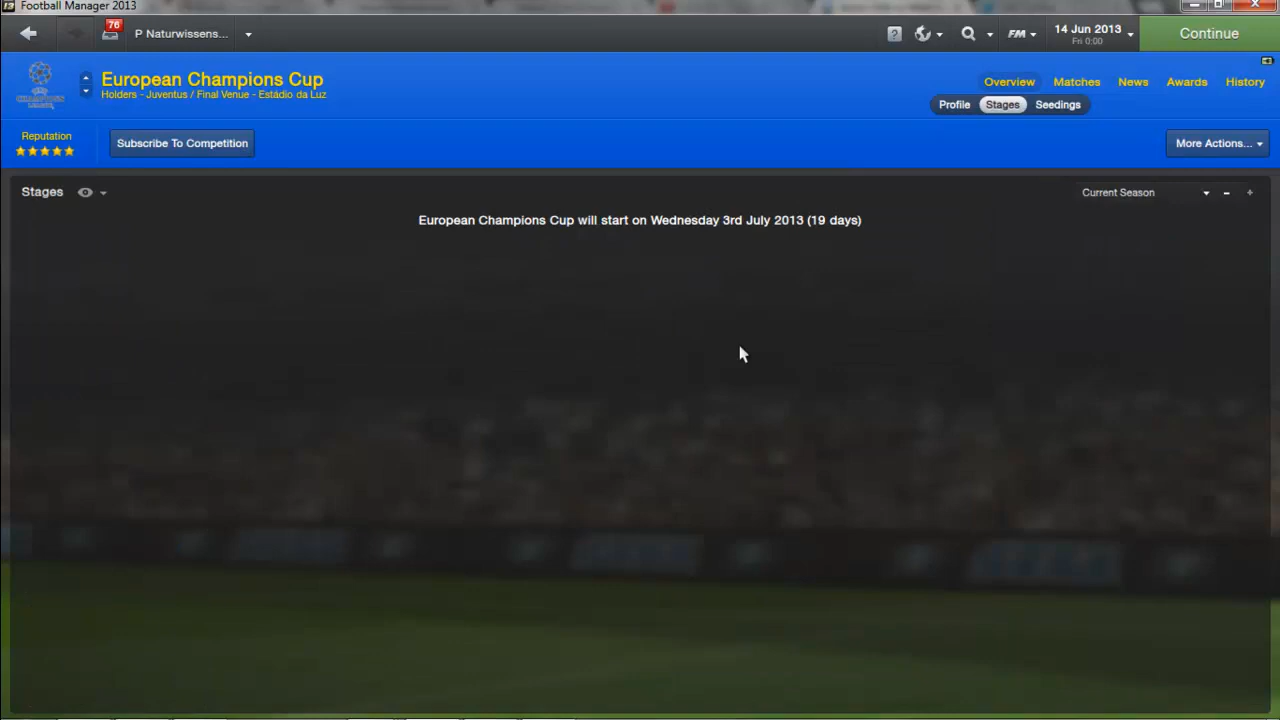 Football Manager 2013
76
P Naturwissens...
?
FM
14 Jun 2013
Fri 0:00
Continue
European Champions Cup
Holders - Juventus / Final Venue - Estádio da Luz
Overview
Matches
News
Awards
History
Profile
Stages
Seedings
Reputation
Subscribe To Competition
More Actions...
Stages
Current Season
European Champions Cup will start on Wednesday 3rd July 2013 (19 days)